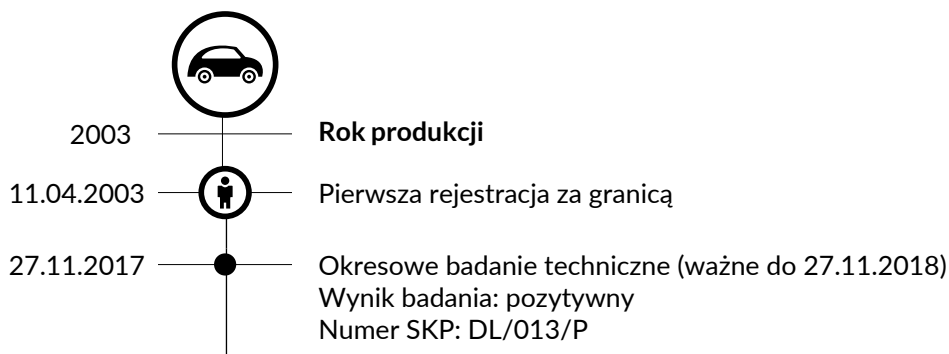 2003 Rok produkcji
11.04.2003 Pierwsza rejestracja za granicą
27.11.2017 Okresowe badanie techniczne (ważne do 27.11.2018)
Wynik badania: pozytywny
Numer SKP: DL/013/P